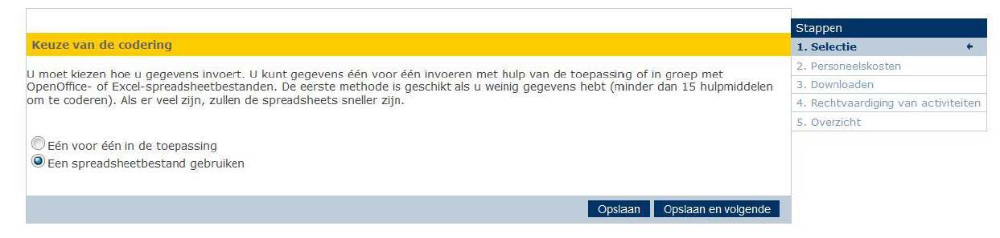 Keuze van de codering
U moet kiezen hoe u gegevens invoert. U kunt gegevens één voor één invoeren met hulp van de toepassing of in groep met
OpenOffice- of Excel-spreadsheetbestanden. De eerste methode is geschikt als u weinig gegevens hebt (minder dan 15 hulpmiddelen
om te coderen). Als er veel zijn, zullen de spreadsheets sneller zijn.
Eén voor één in de toepassing
Een spreadsheetbestand gebruiken
Opslaan
Opslaan en volgende
Stappen
1. Selectie
2. Personeelskosten
3. Downloaden
4. Rechtvaardiging van activiteiten
5. Overzicht